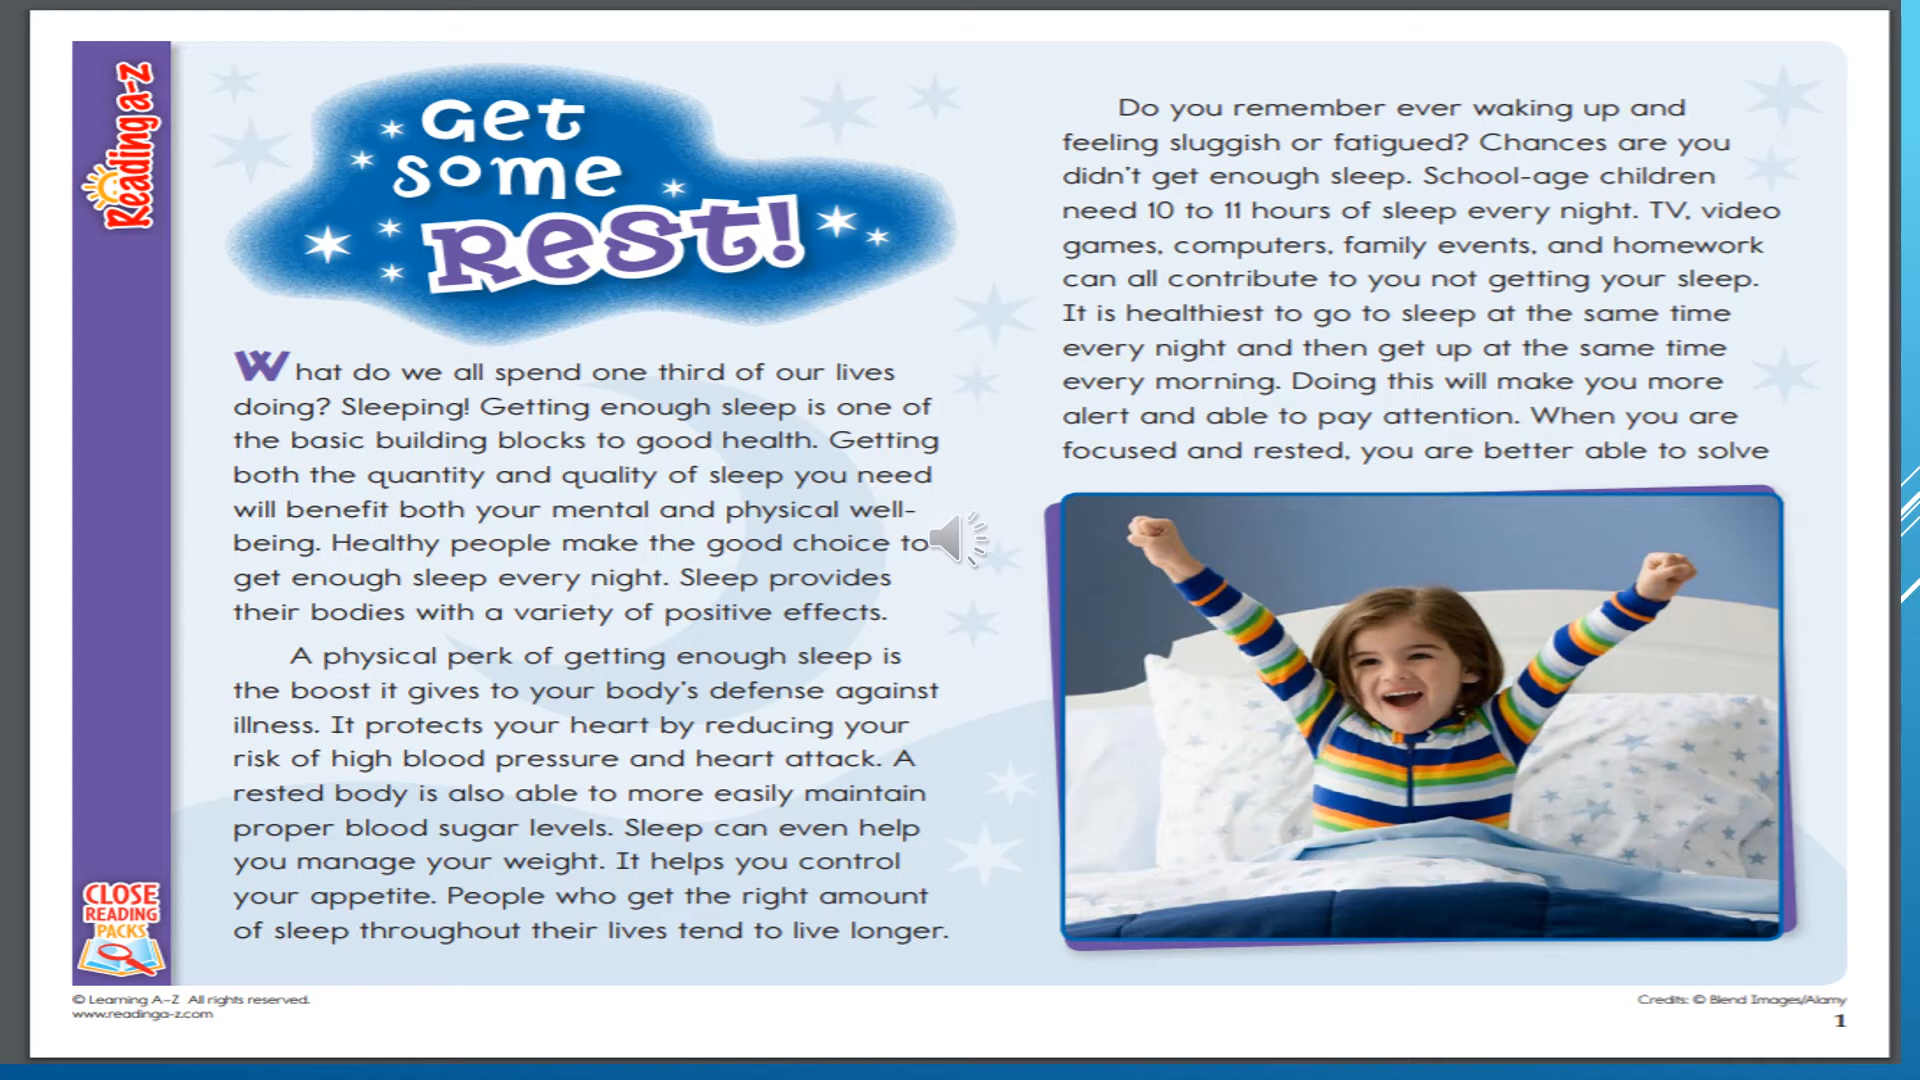 Reading a-z
Get
some
Rest!
What do we all spend one third of our lives
doing? Sleeping! Getting enough sleep is one of
the basic building blocks to good health. Getting
both the quantity and quality of sleep you need
will benefit both your mental and physical well-
being. Healthy people make the good choice to
get enough sleep every night. Sleep provides
their bodies with a variety of positive effects.
A physical perk of getting enough sleep is
the boost it gives to your body's defense against
illness. It protects your heart by reducing your
risk of high blood pressure and heart attack. A
rested body is also able to more easily maintain
proper blood sugar levels. Sleep can even help
you manage your weight. It helps you control
your appetite. People who get the right amount
of sleep throughout their lives tend to live longer.
Do you remember ever waking up and
feeling sluggish or fatigued? Chances are you
didn't get enough sleep. School-age children
need 10 to 11 hours of sleep every night. TV, video
games, computers, family events, and homework
can all contribute to you not getting your sleep.
It is healthiest to go to sleep at the same time
every night and then get up at the same time
every morning. Doing this will make you more
alert and able to pay attention. When you are
focused and rested, you are better able to solve
CLOSE
READING
PACKS
© Learning A–Z All rights reserved.
www.readinga-z.com
Credits: © Blend Images/Alamy
1